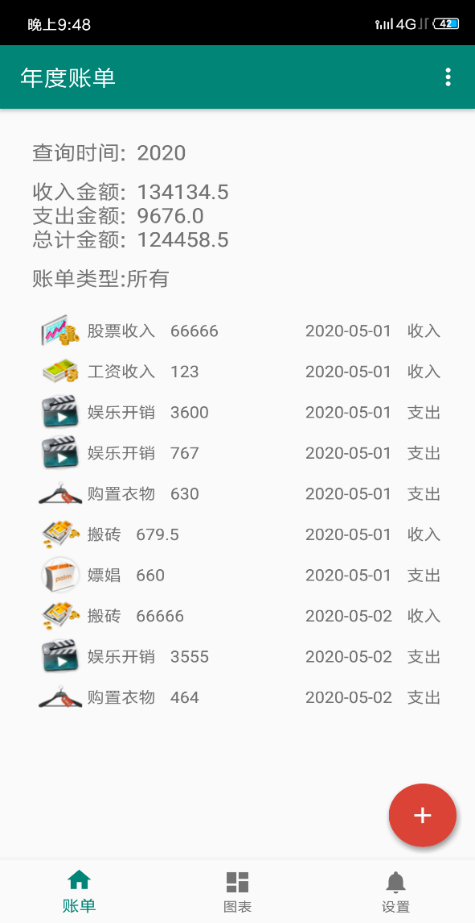 晚上9:48
4G 42
年度账单
查询时间: 2020
收入金额: 134134.5
支出金额: 9676.0
总计金额: 124458.5
账单类型:所有
股票收入 66666 2020-05-01 收入
工资收入 123 2020-05-01 收入
娱乐开销 3600 2020-05-01 支出
娱乐开销 767 2020-05-01 支出
购置衣物 630 2020-05-01 支出
搬砖 679.5 2020-05-01 收入
嫖娼 660 2020-05-01 支出
搬砖 66666 2020-05-02 收入
娱乐开销 3555 2020-05-02 支出
购置衣物 464 2020-05-02 支出
账单 图表 设置